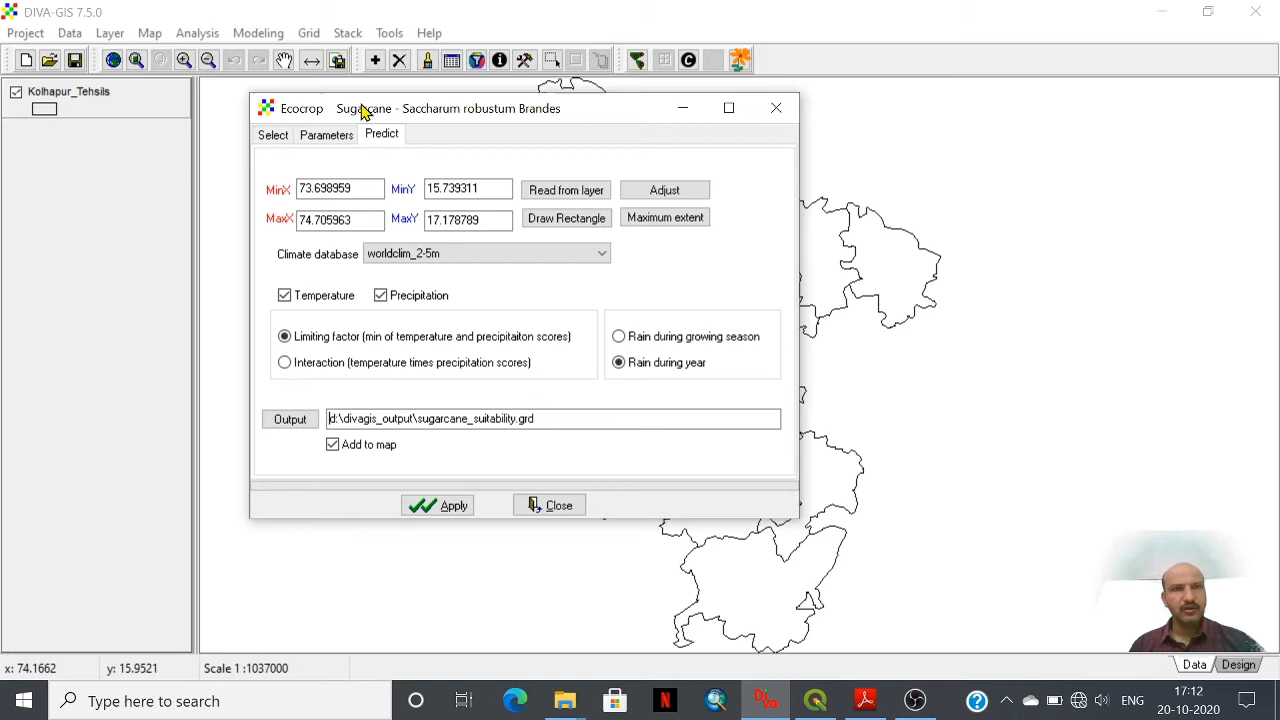 DIVA-GIS 7.5.0
Project Data Layer Map Analysis Modeling Grid Stack Tools Help
Kolhapur_Tehsils
Ecocrop Sugarcane - Saccharum robustum Brandes
Select Parameters Predict
MinX 73.698959 MinY 15.739311 Read from layer Adjust
MaxX 74.705963 MaxY 17.178789 Draw Rectangle Maximum extent
Climate database worldclim_2-5m
Temperature Precipitation
Limiting factor (min of temperature and precipitaiton scores) Rain during growing season
Interaction (temperature times precipitation scores) Rain during year
Output d:\divagis_output\sugarcane_suitability.grd
Add to map
Apply Close
x: 74.1662 y: 15.9521 Scale 1 :1037000 Data Design
Type here to search
ENG 17:12
20-10-2020